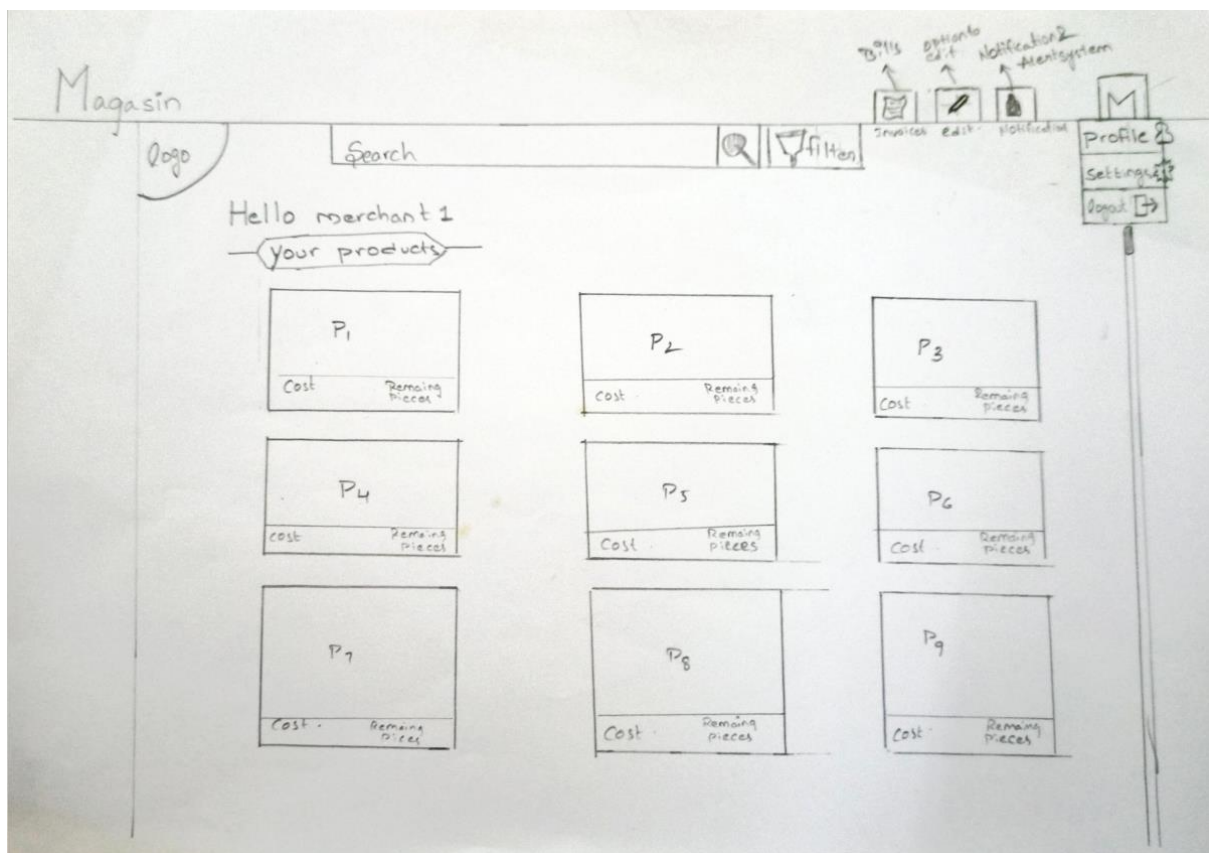 Bills
option to
edit
Notification &
Alert system
Magasin
M
Invoices
edit
Notification
logo
Search
filter
Profile
Settings
logout
Hello merchant 1
your products
P1
P2
P3
Cost
Remaing
Pieces
Cost
Remaing
Pieces
Cost
Remaing
Pieces
P4
P5
P6
Cost
Remaing
Pieces
Cost
Remaing
Pieces
Cost
Remaing
Pieces
P7
P8
P9
Cost
Remaing
Pices
Cost
Remaing
Pieces
Cost
Remaing
Pieces